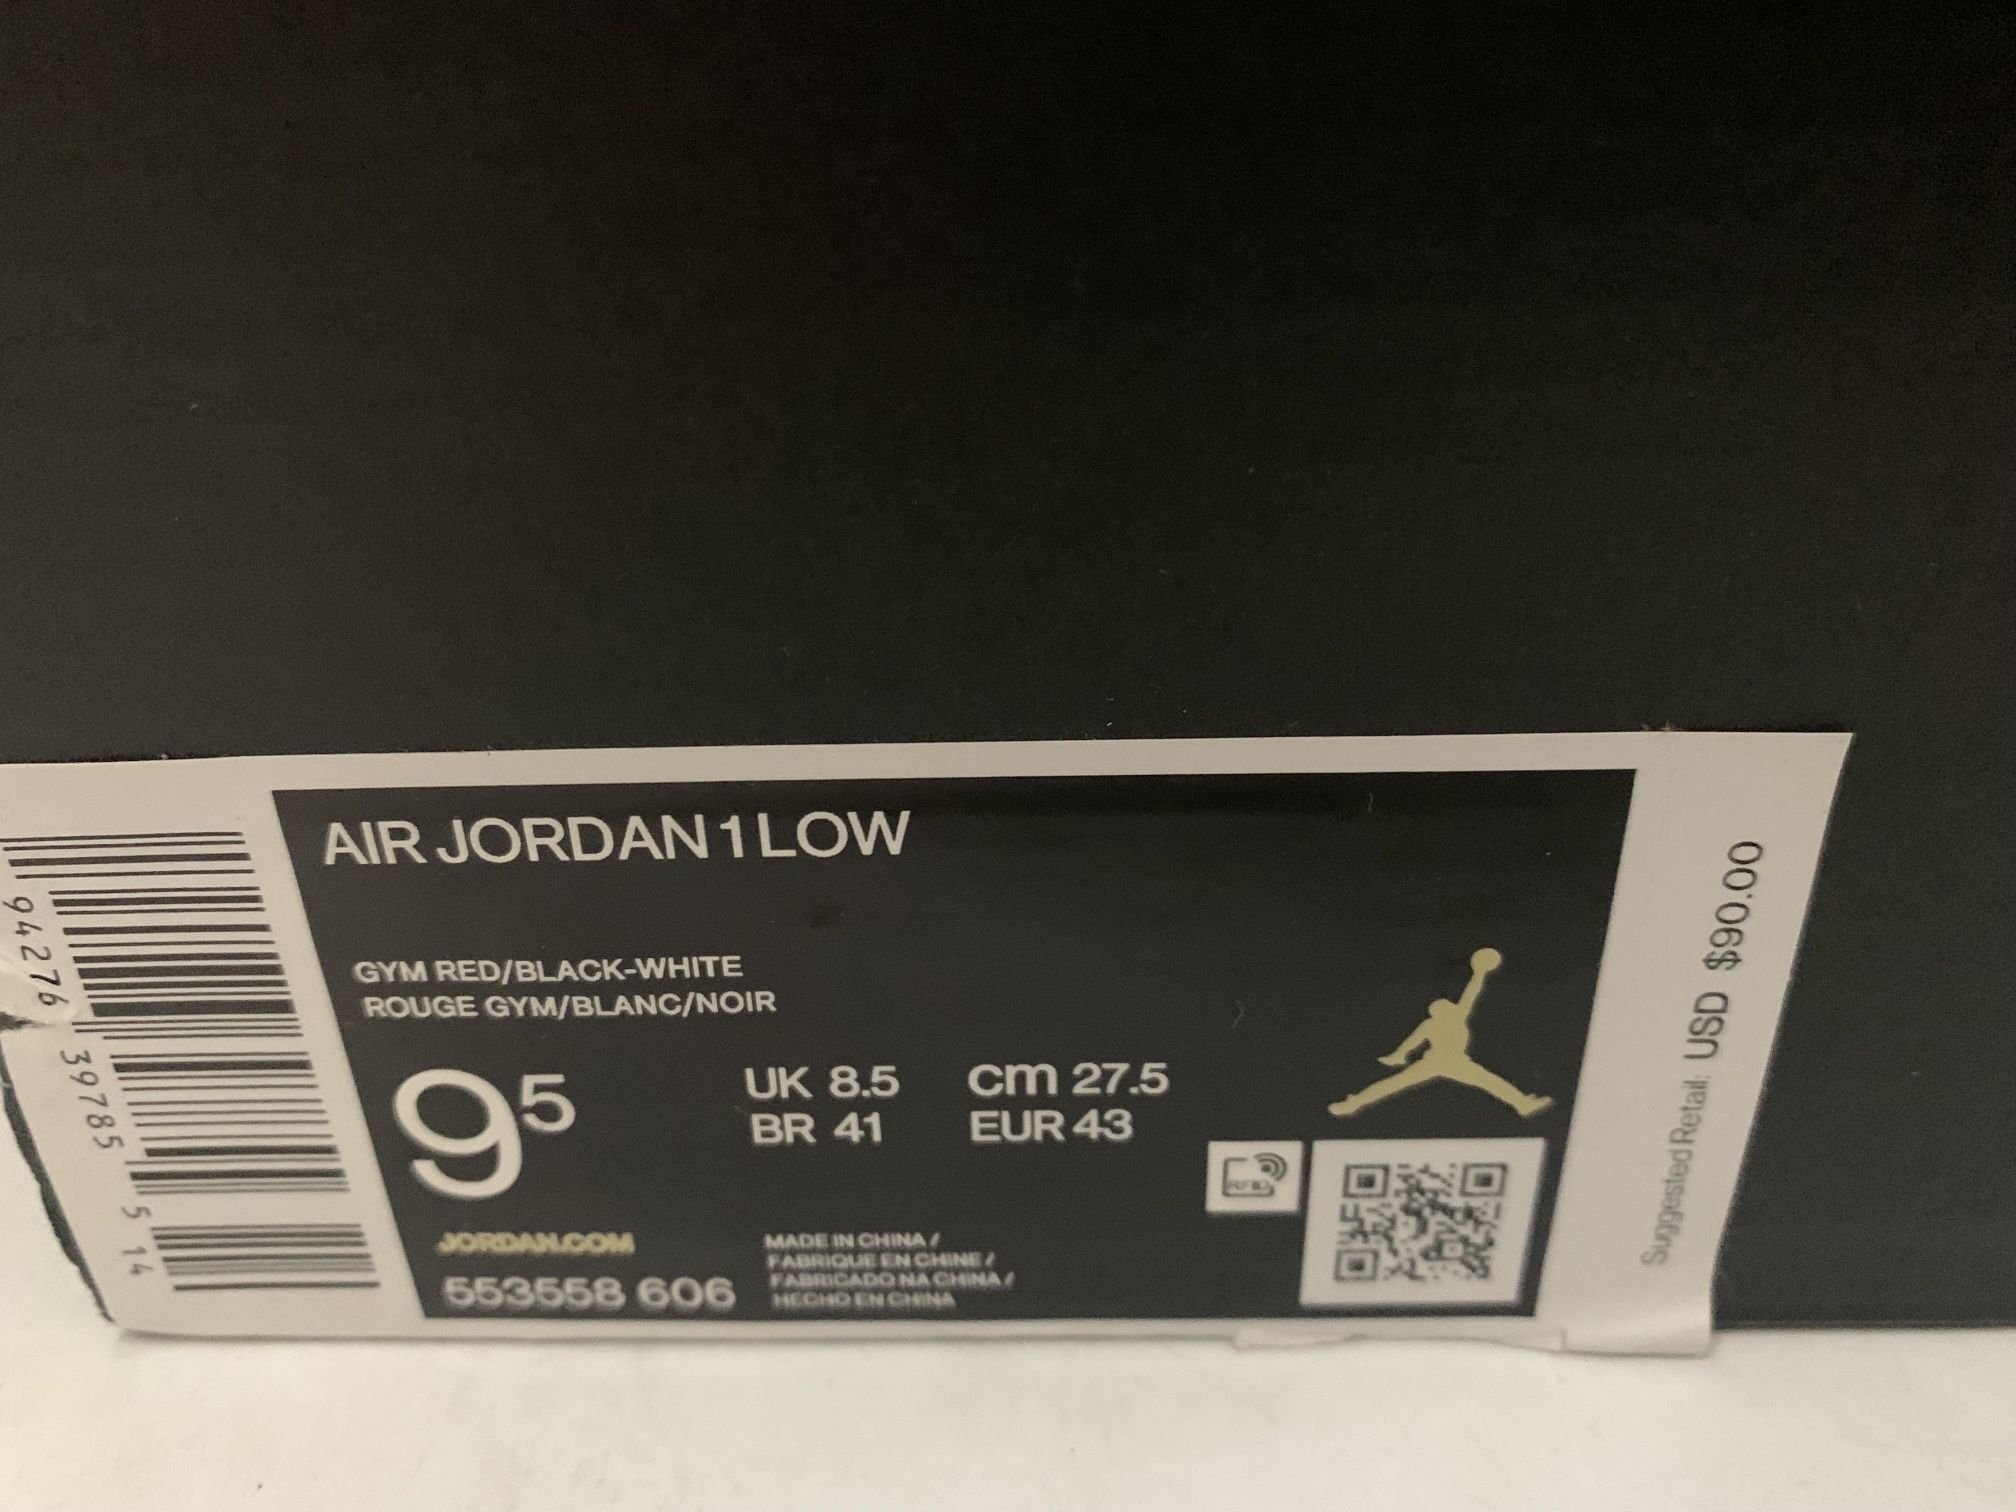 AIR JORDAN 1 LOW
GYM RED/BLACK-WHITE
ROUGE GYM/BLANC/NOIR
9⁵
UK 8.5 cm 27.5
BR 41 EUR 43
RFID
JORDAN.COM
553558 606
MADE IN CHINA /
FABRIQUE EN CHINE /
FABRICADO NA CHINA /
HECHO EN CHINA
94276 39785 5 14
Suggested Retail: USD $90.00